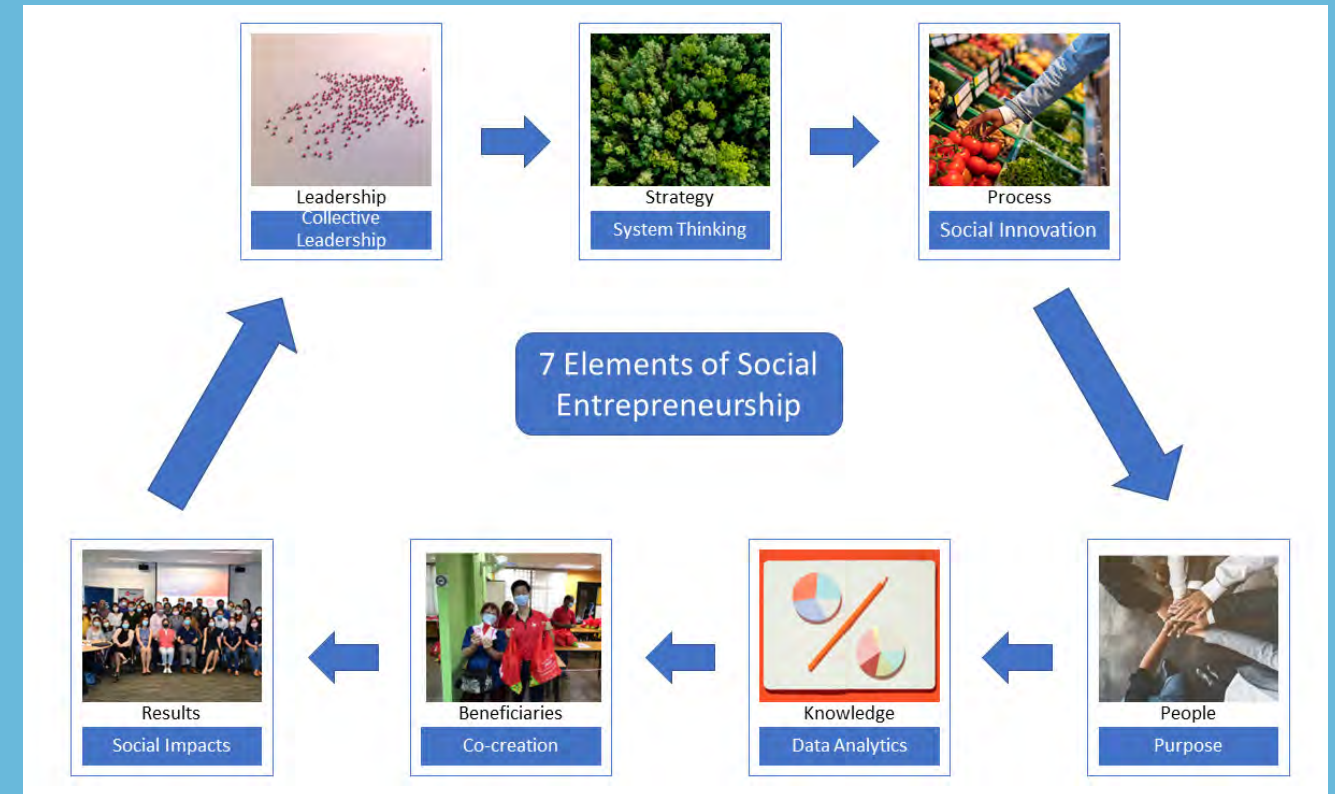 Leadership
Collective
Leadership
Strategy
System Thinking
Process
Social Innovation
7 Elements of Social
Entrepreneurship
Results
Social Impacts
Beneficiaries
Co-creation
Knowledge
Data Analytics
People
Purpose